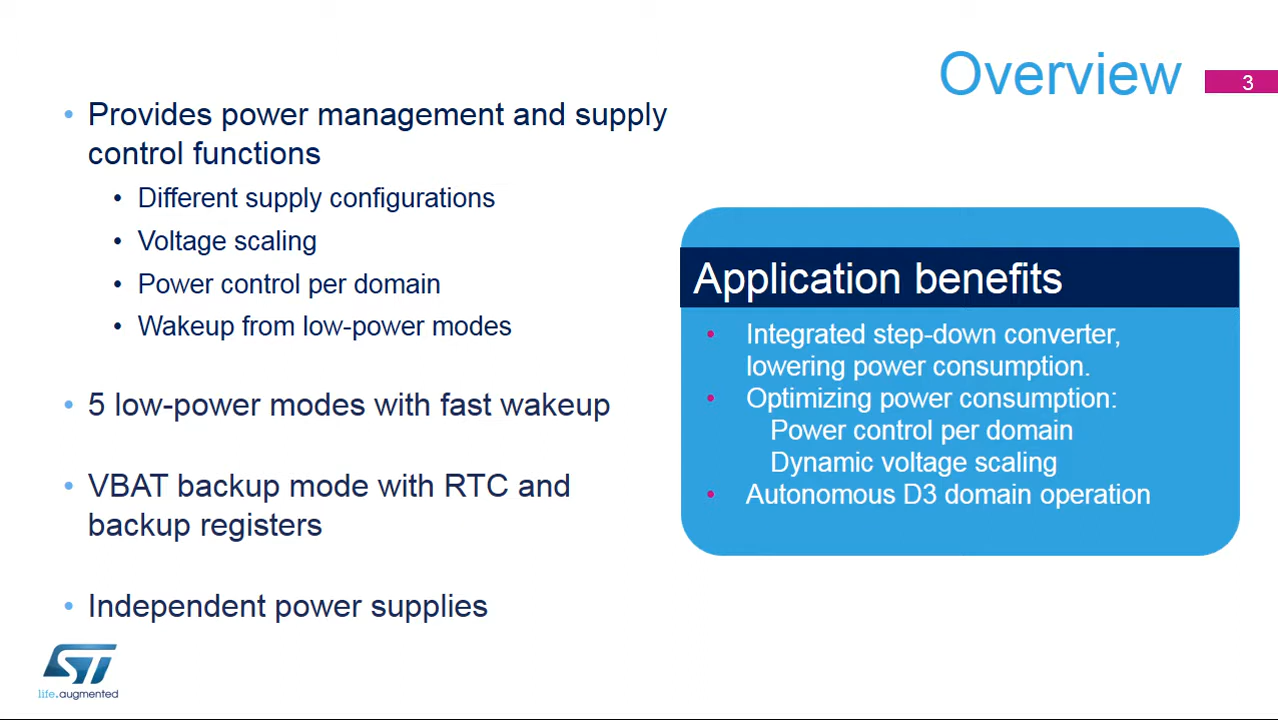 Overview
3
• Provides power management and supply
control functions
• Different supply configurations
• Voltage scaling
• Power control per domain
• Wakeup from low-power modes
• 5 low-power modes with fast wakeup
• VBAT backup mode with RTC and
backup registers
• Independent power supplies
Application benefits
• Integrated step-down converter,
lowering power consumption.
• Optimizing power consumption:
Power control per domain
Dynamic voltage scaling
• Autonomous D3 domain operation
ST
life.augmented